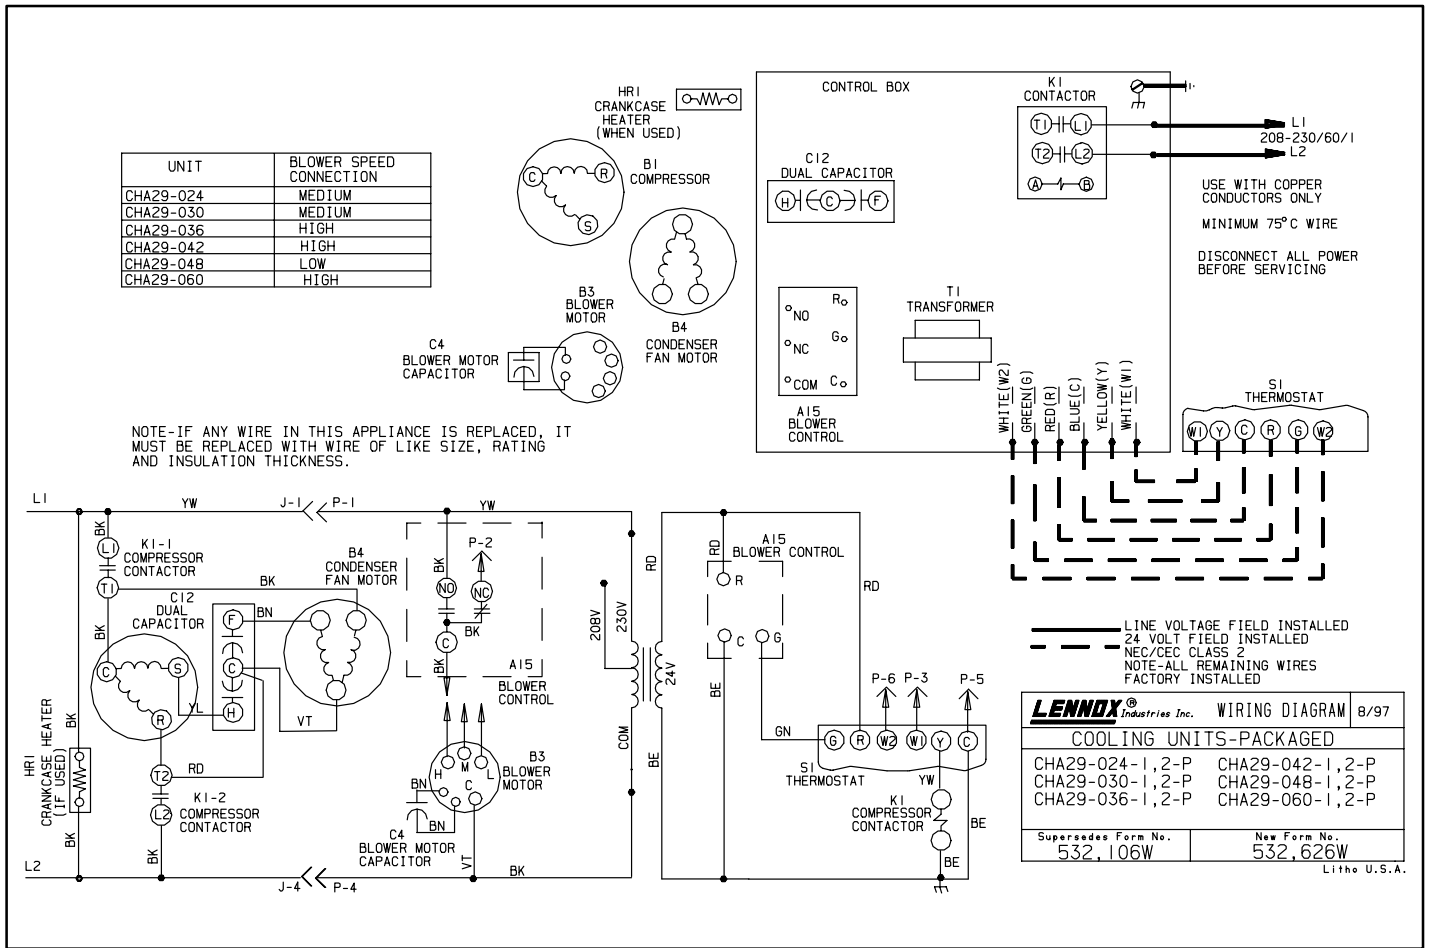 HR1
CRANKCASE
HEATER
(WHEN USED)
B1
COMPRESSOR
C
R
S
UNIT
BLOWER SPEED
CONNECTION
CHA29-024
MEDIUM
CHA29-030
MEDIUM
CHA29-036
HIGH
CHA29-042
HIGH
CHA29-048
LOW
CHA29-060
HIGH
B3
BLOWER
MOTOR
B4
CONDENSER
FAN MOTOR
C4
BLOWER MOTOR
CAPACITOR
CONTROL BOX
K1
CONTACTOR
T1
L1
T2
L2
A
B
L1
208-230/60/1
L2
C12
DUAL CAPACITOR
H
C
F
USE WITH COPPER
CONDUCTORS ONLY
MINIMUM 75°C WIRE
DISCONNECT ALL POWER
BEFORE SERVICING
NO
R
NC
G
COM
C
A15
BLOWER
CONTROL
T1
TRANSFORMER
WHITE(W2)
GREEN(G)
RED(R)
BLUE(C)
YELLOW(Y)
WHITE(W1)
S1
THERMOSTAT
W1
Y
C
R
G
W2
NOTE-IF ANY WIRE IN THIS APPLIANCE IS REPLACED, IT
MUST BE REPLACED WITH WIRE OF LIKE SIZE, RATING
AND INSULATION THICKNESS.
L1
YW
J-1
P-1
YW
BK
L1
K1-1
COMPRESSOR
CONTACTOR
T1
BK
B4
CONDENSER
FAN MOTOR
C12
DUAL
CAPACITOR
F
BN
BK
C
S
C
R
YL
H
VT
BK
HR1
CRANKCASE HEATER
(IF USED)
BK
T2
RD
K1-2
COMPRESSOR
CONTACTOR
L2
BK
L2
J-4
P-4
BK
P-2
BK
NO
NC
BK
C
BK
A15
BLOWER
CONTROL
H
M
L
C
B3
BLOWER
MOTOR
BN
BN
C4
BLOWER MOTOR
CAPACITOR
VT
208V
230V
COM
24V
RD
BE
A15
BLOWER CONTROL
RD
R
C
G
BE
RD
GN
P-6
P-3
P-5
G
R
W2
W1
Y
C
S1
THERMOSTAT
YW
K1
COMPRESSOR
CONTACTOR
BE
BE
LINE VOLTAGE FIELD INSTALLED
24 VOLT FIELD INSTALLED
NEC/CEC CLASS 2
NOTE-ALL REMAINING WIRES
FACTORY INSTALLED
LENNOX® Industries Inc.
WIRING DIAGRAM
8/97
COOLING UNITS-PACKAGED
CHA29-024-1,2-P
CHA29-042-1,2-P
CHA29-030-1,2-P
CHA29-048-1,2-P
CHA29-036-1,2-P
CHA29-060-1,2-P
Supersedes Form No.
New Form No.
532,106W
532,626W
Litho U.S.A.